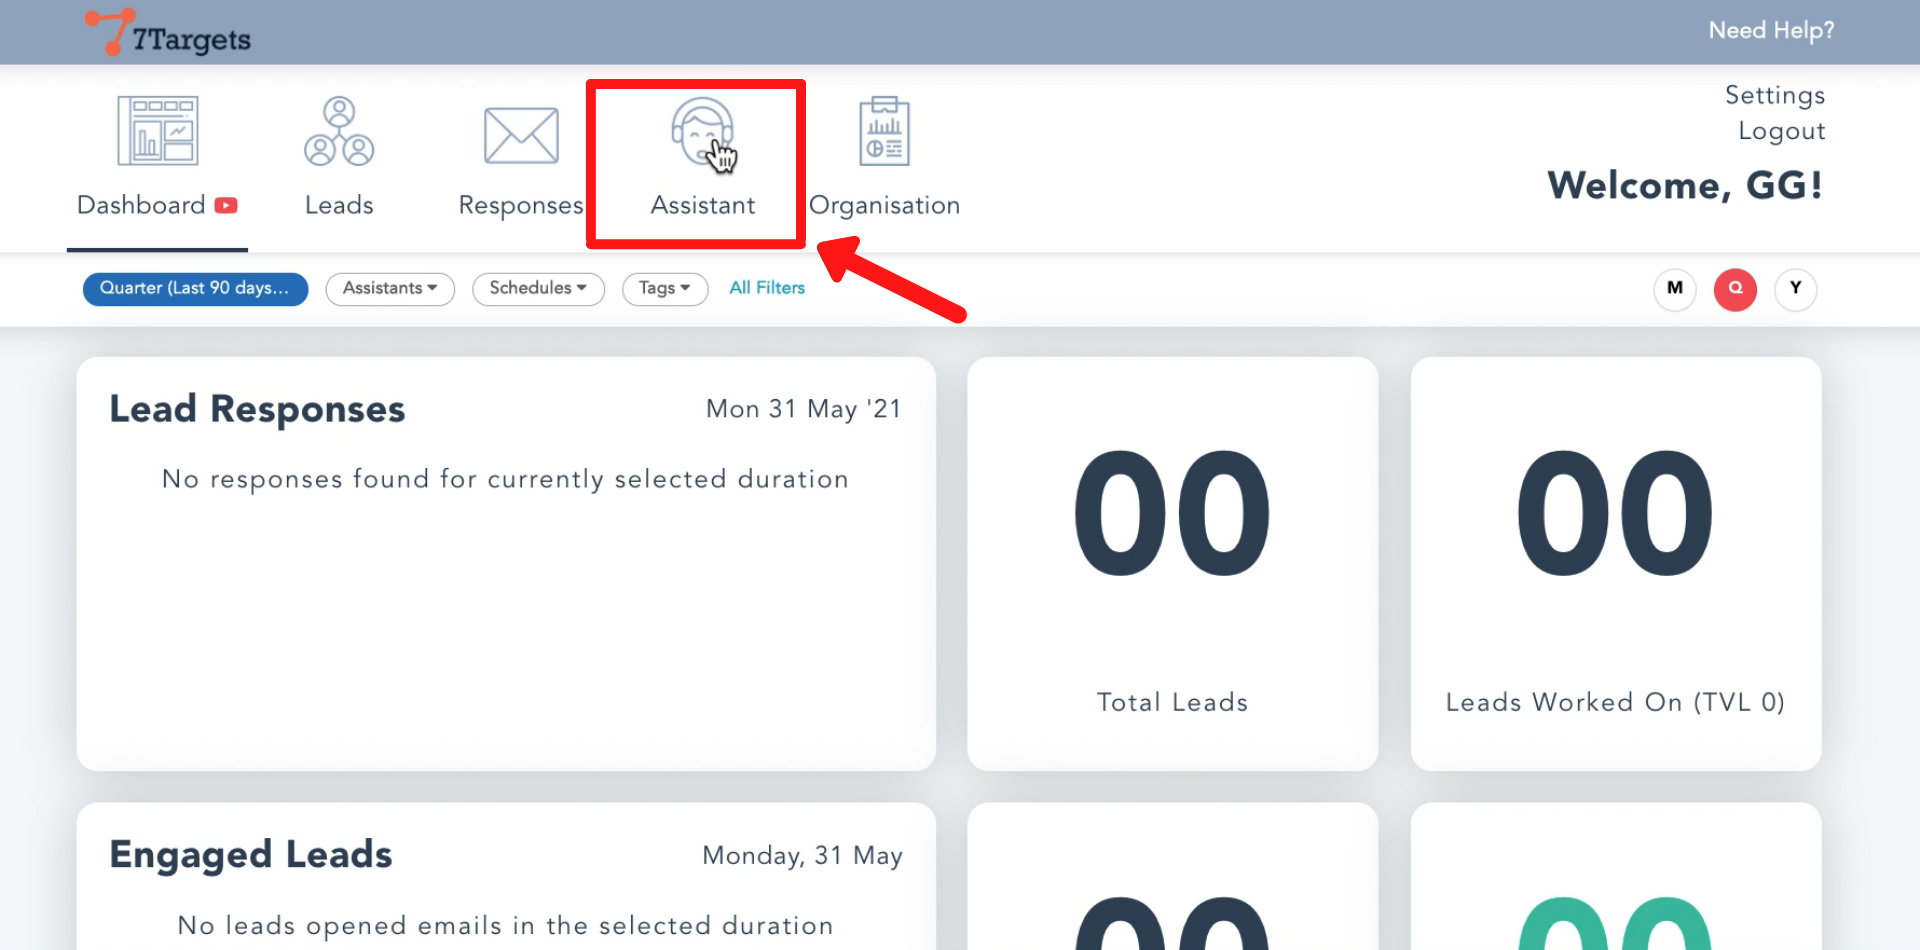 7Targets
Need Help?
Settings
Logout
Welcome, GG!
Dashboard
Leads
Responses
Assistant
Organisation
Quarter (Last 90 days...
Assistants
Schedules
Tags
All Filters
M
Q
Y
Lead Responses
Mon 31 May '21
No responses found for currently selected duration
00
Total Leads
00
Leads Worked On (TVL 0)
Engaged Leads
Monday, 31 May
No leads opened emails in the selected duration
00
00